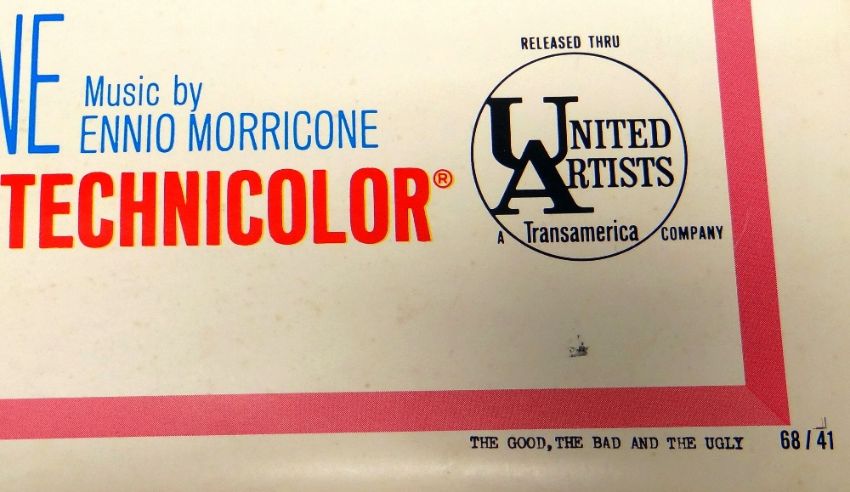 NE
Music by
ENNIO MORRICONE
TECHNICOLOR®
RELEASED THRU
UNITED
ARTISTS
A Transamerica COMPANY
THE GOOD, THE BAD AND THE UGLY 68/41